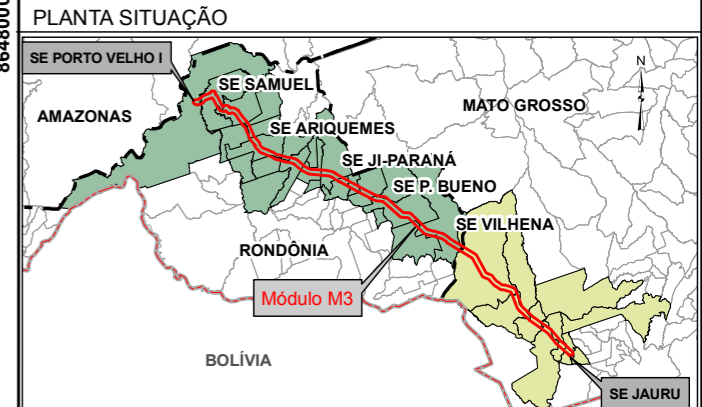 PLANTA SITUAÇÃO
SE PORTO VELHO I
N
SE SAMUEL
AMAZONAS
MATO GROSSO
SE ARIQUEMES
SE JI-PARANÁ
SE P. BUENO
SE VILHENA
RONDÔNIA
Módulo M3
BOLÍVIA
SE JAURU